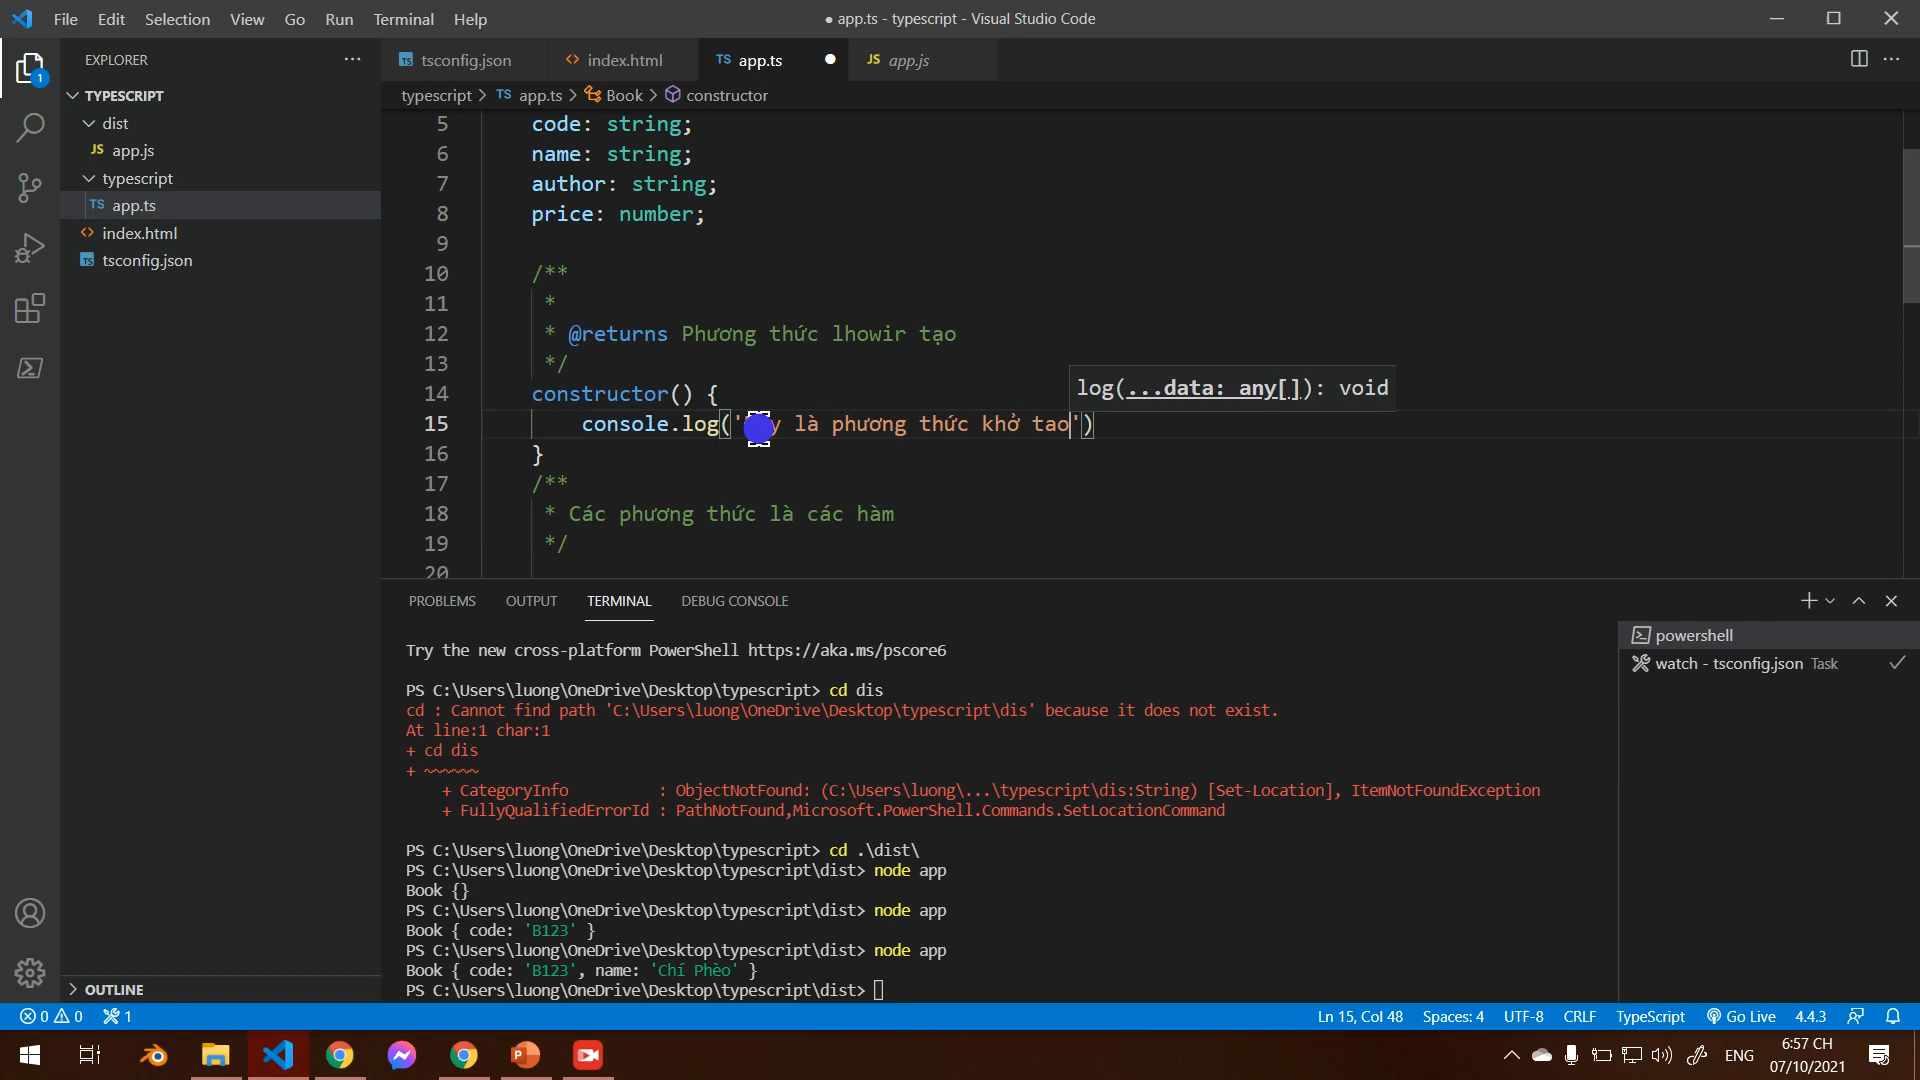 File Edit Selection View Go Run Terminal Help
● app.ts - typescript - Visual Studio Code
EXPLORER
TYPESCRIPT
dist
JS app.js
typescript
TS app.ts
index.html
tsconfig.json
OUTLINE
1
tsconfig.json
index.html
TS app.ts
JS app.js
typescript > TS app.ts > Book > constructor
5 code: string;
6 name: string;
7 author: string;
8 price: number;
9
10 /**
11 *
12 * @returns Phương thức lhowir tạo
13 */
14 constructor() {
log(...data: any[]): void
15 console.log(' y là phương thức khở tao')
16 }
17 /**
18 * Các phương thức là các hàm
19 */
20
PROBLEMS OUTPUT TERMINAL DEBUG CONSOLE
powershell
watch - tsconfig.json Task
Try the new cross-platform PowerShell https://aka.ms/pscore6
PS C:\Users\luong\OneDrive\Desktop\typescript> cd dis
cd : Cannot find path 'C:\Users\luong\OneDrive\Desktop\typescript\dis' because it does not exist.
At line:1 char:1
+ cd dis
+ ~~~~~~
+ CategoryInfo : ObjectNotFound: (C:\Users\luong\...\typescript\dis:String) [Set-Location], ItemNotFoundException
+ FullyQualifiedErrorId : PathNotFound,Microsoft.PowerShell.Commands.SetLocationCommand
PS C:\Users\luong\OneDrive\Desktop\typescript> cd .\dist\
PS C:\Users\luong\OneDrive\Desktop\typescript\dist> node app
Book {}
PS C:\Users\luong\OneDrive\Desktop\typescript\dist> node app
Book { code: 'B123' }
PS C:\Users\luong\OneDrive\Desktop\typescript\dist> node app
Book { code: 'B123', name: 'Chí Phèo' }
PS C:\Users\luong\OneDrive\Desktop\typescript\dist>
0 0 1
Ln 15, Col 48 Spaces: 4 UTF-8 CRLF TypeScript Go Live 4.4.3
ENG
6:57 CH
07/10/2021